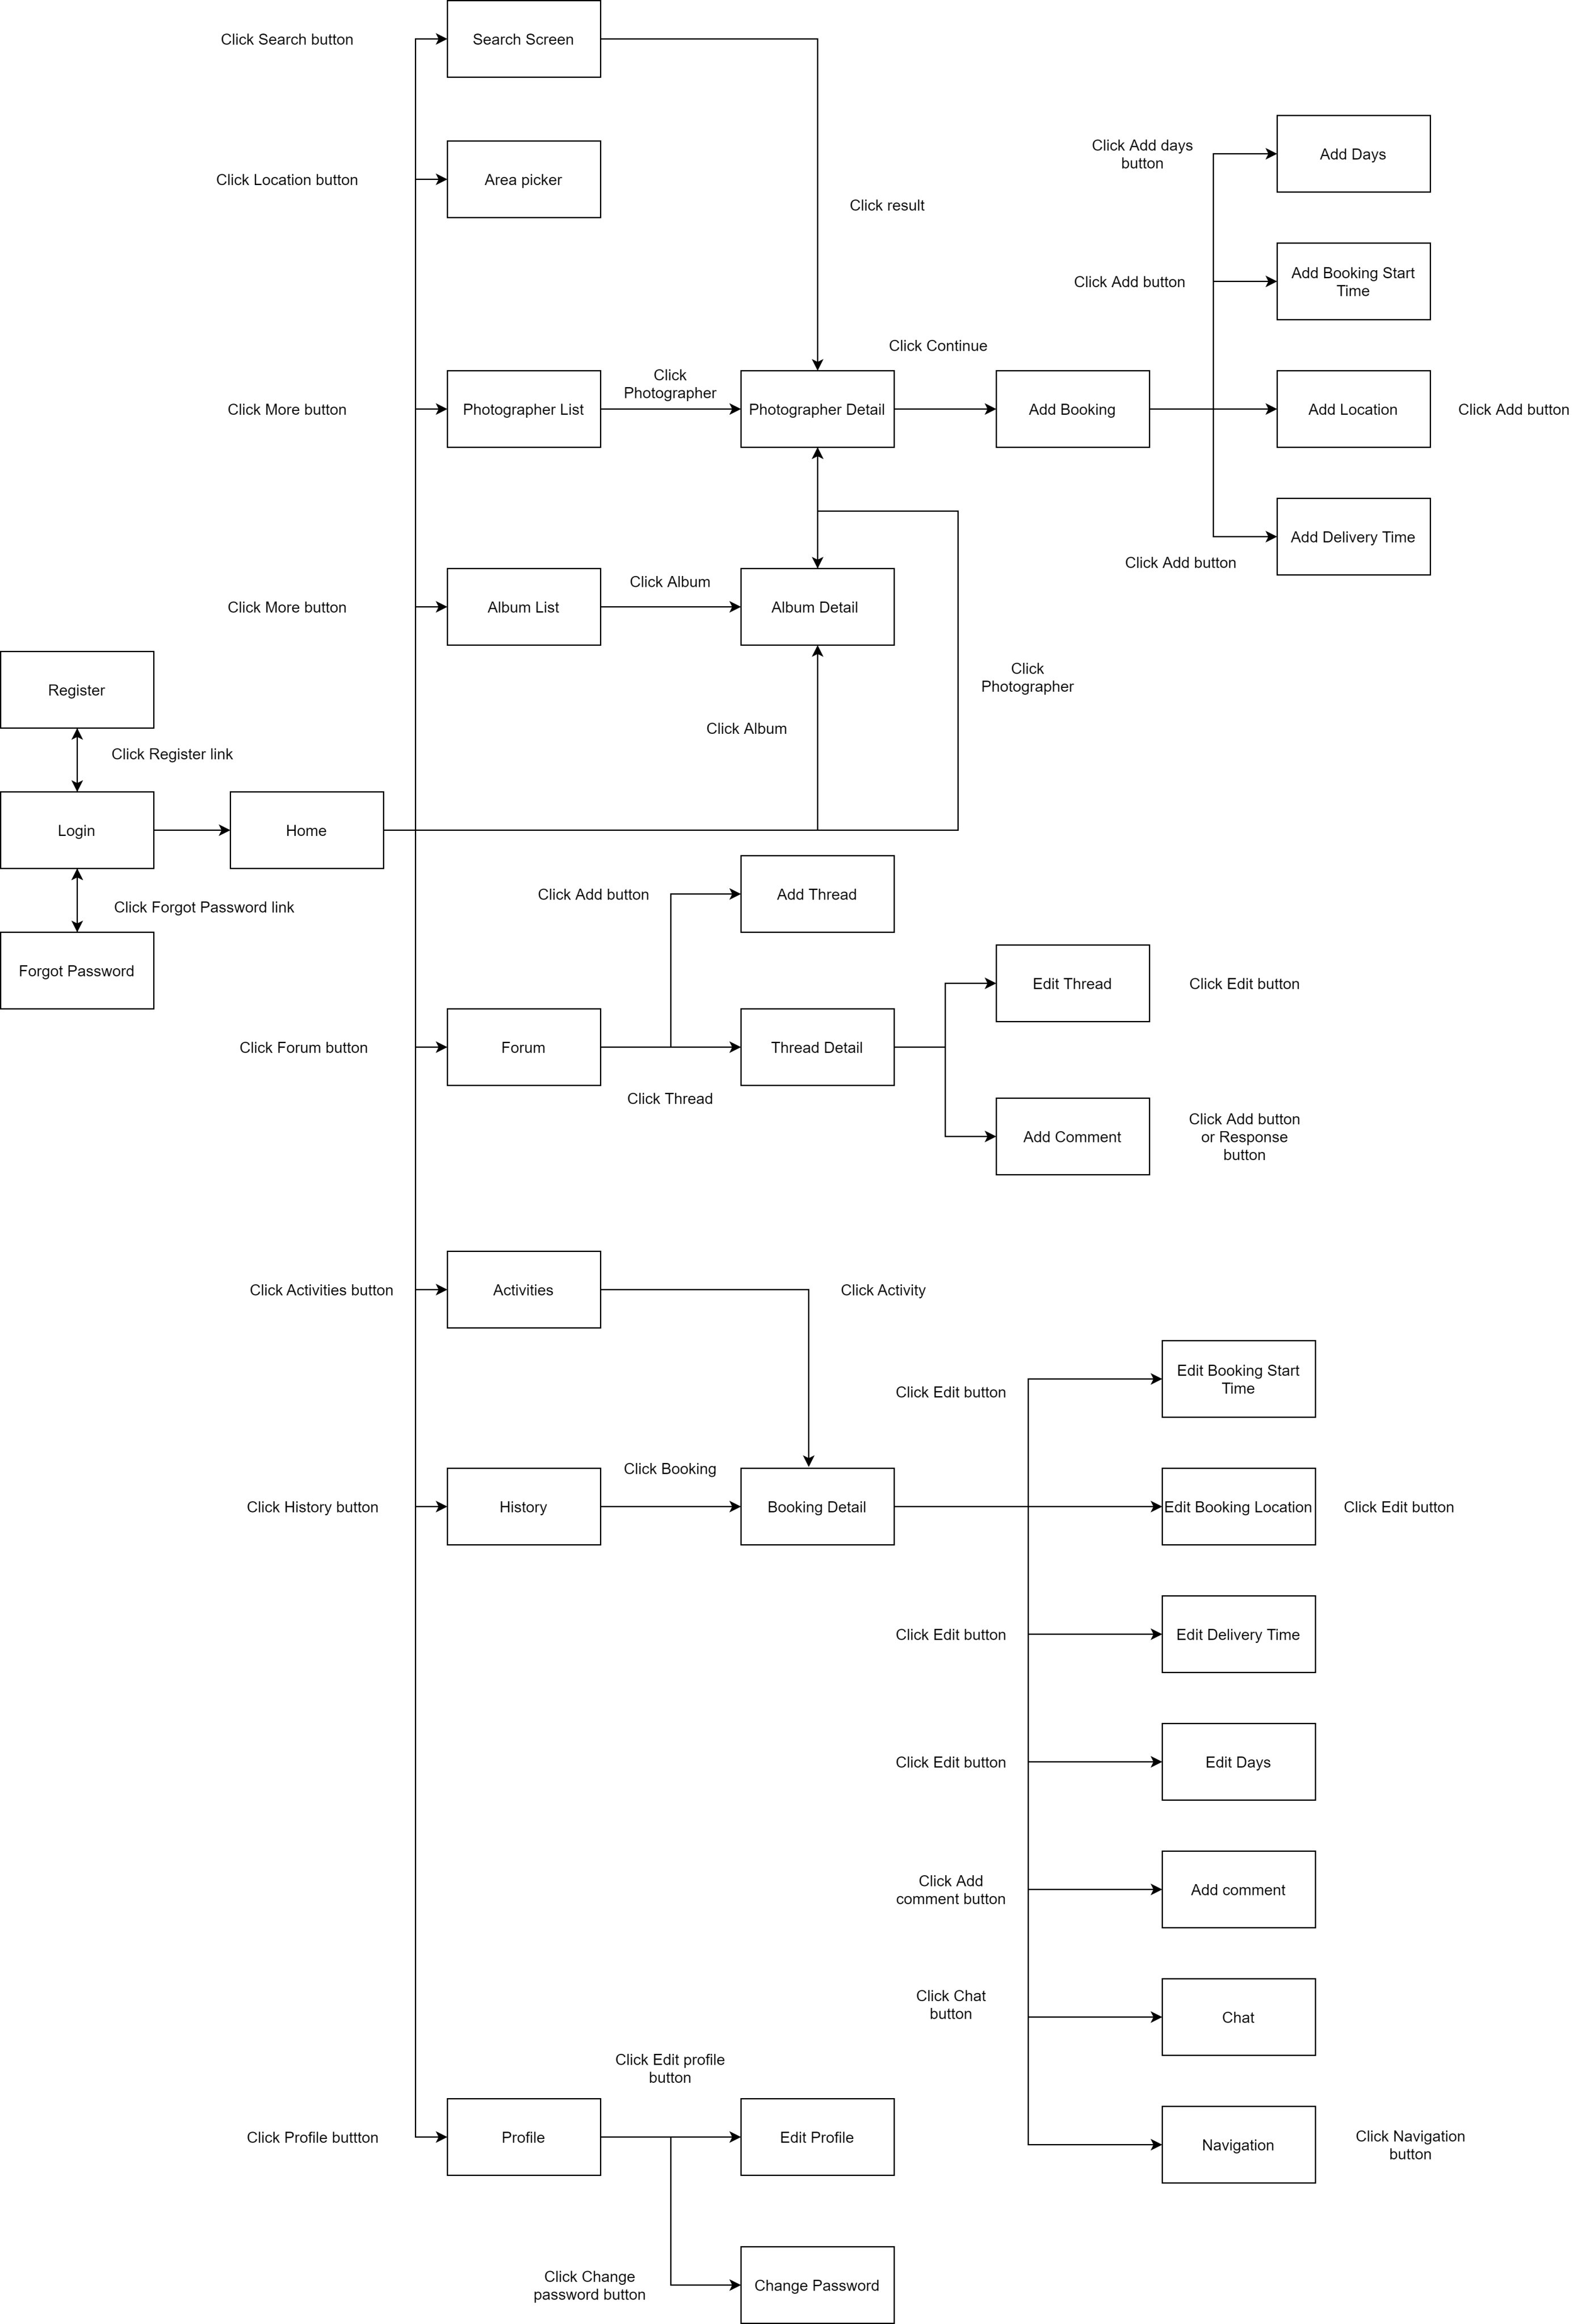 Click Search button
Search Screen
Click Add days
button
Add Days
Click Location button
Area picker
Click result
Click Add button
Add Booking Start
Time
Click Continue
Click More button
Photographer List
Click
Photographer
Photographer Detail
Add Booking
Add Location
Click Add button
Add Delivery Time
Click Add button
Click More button
Album List
Click Album
Album Detail
Click
Photographer
Register
Click Album
Click Register link
Login
Home
Click Add button
Add Thread
Click Forgot Password link
Forgot Password
Edit Thread
Click Edit button
Click Forum button
Forum
Thread Detail
Click Thread
Add Comment
Click Add button
or Response
button
Click Activities button
Activities
Click Activity
Click Edit button
Edit Booking Start
Time
Click Booking
Click History button
History
Booking Detail
Edit Booking Location
Click Edit button
Click Edit button
Edit Delivery Time
Click Edit button
Edit Days
Click Add
comment button
Add comment
Click Chat
button
Chat
Click Edit profile
button
Click Profile buttton
Profile
Edit Profile
Navigation
Click Navigation
button
Click Change
password button
Change Password